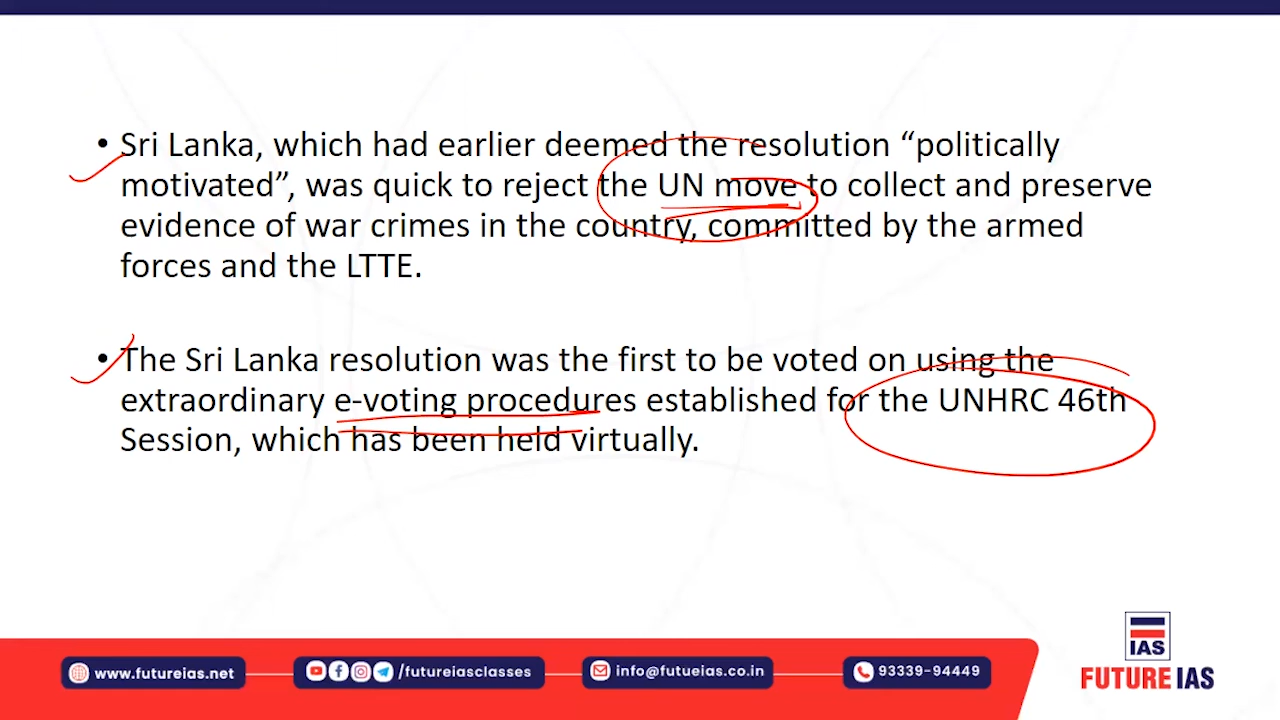 • Sri Lanka, which had earlier deemed the resolution “politically
motivated”, was quick to reject the UN move to collect and preserve
evidence of war crimes in the country, committed by the armed
forces and the LTTE.
• The Sri Lanka resolution was the first to be voted on using the
extraordinary e-voting procedures established for the UNHRC 46th
Session, which has been held virtually.
IAS
FUTURE IAS
www.futureias.net
/futureiasclasses
info@futueias.co.in
93339-94449